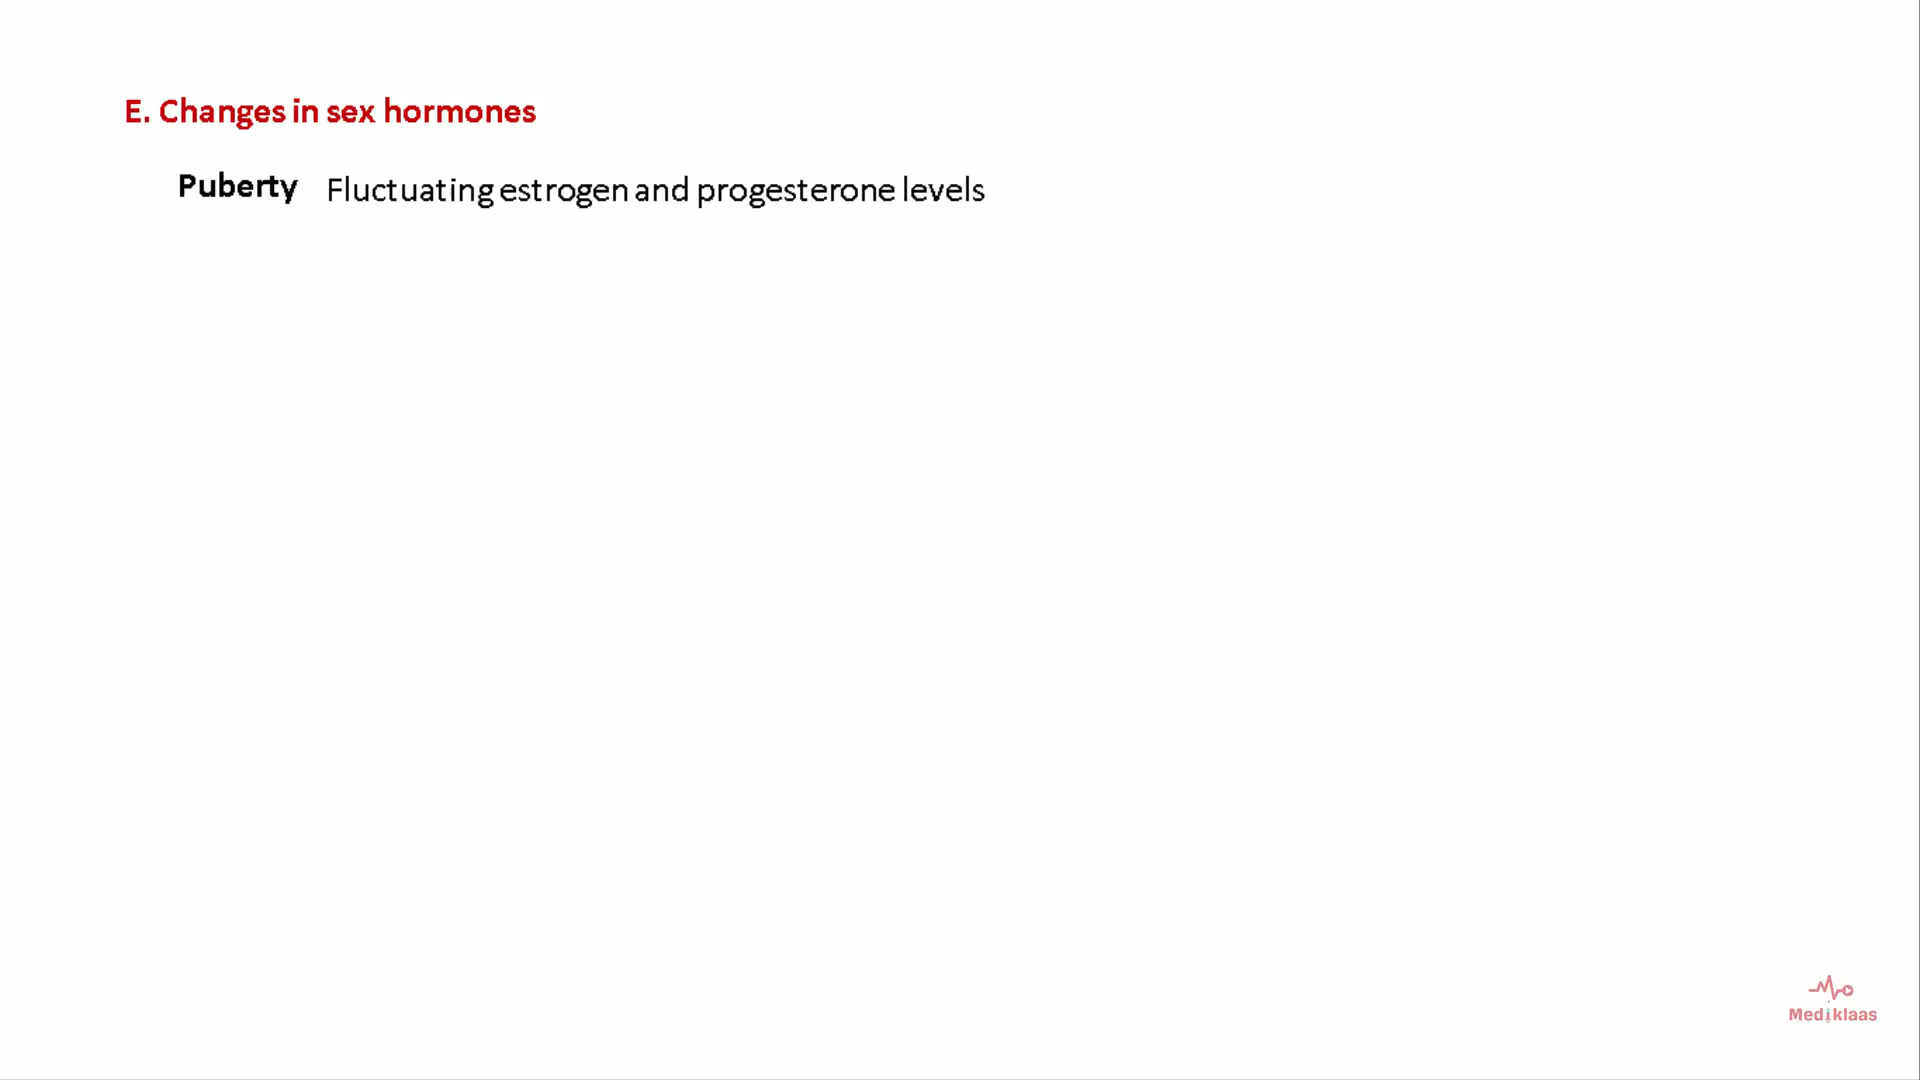 E. Changes in sex hormones
Puberty Fluctuating estrogen and progesterone levels
Mediklaas